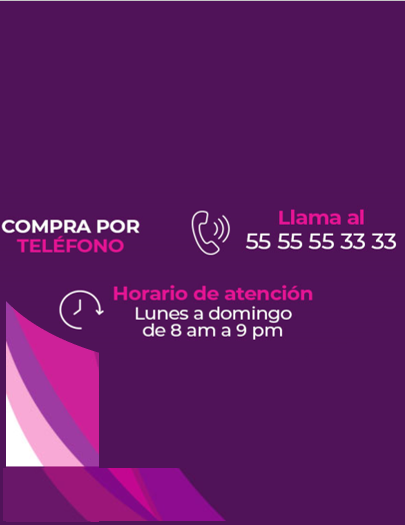 COMPRA POR
TELÉFONO
Llama al
55 55 55 33 33
Horario de atención
Lunes a domingo
de 8 am a 9 pm